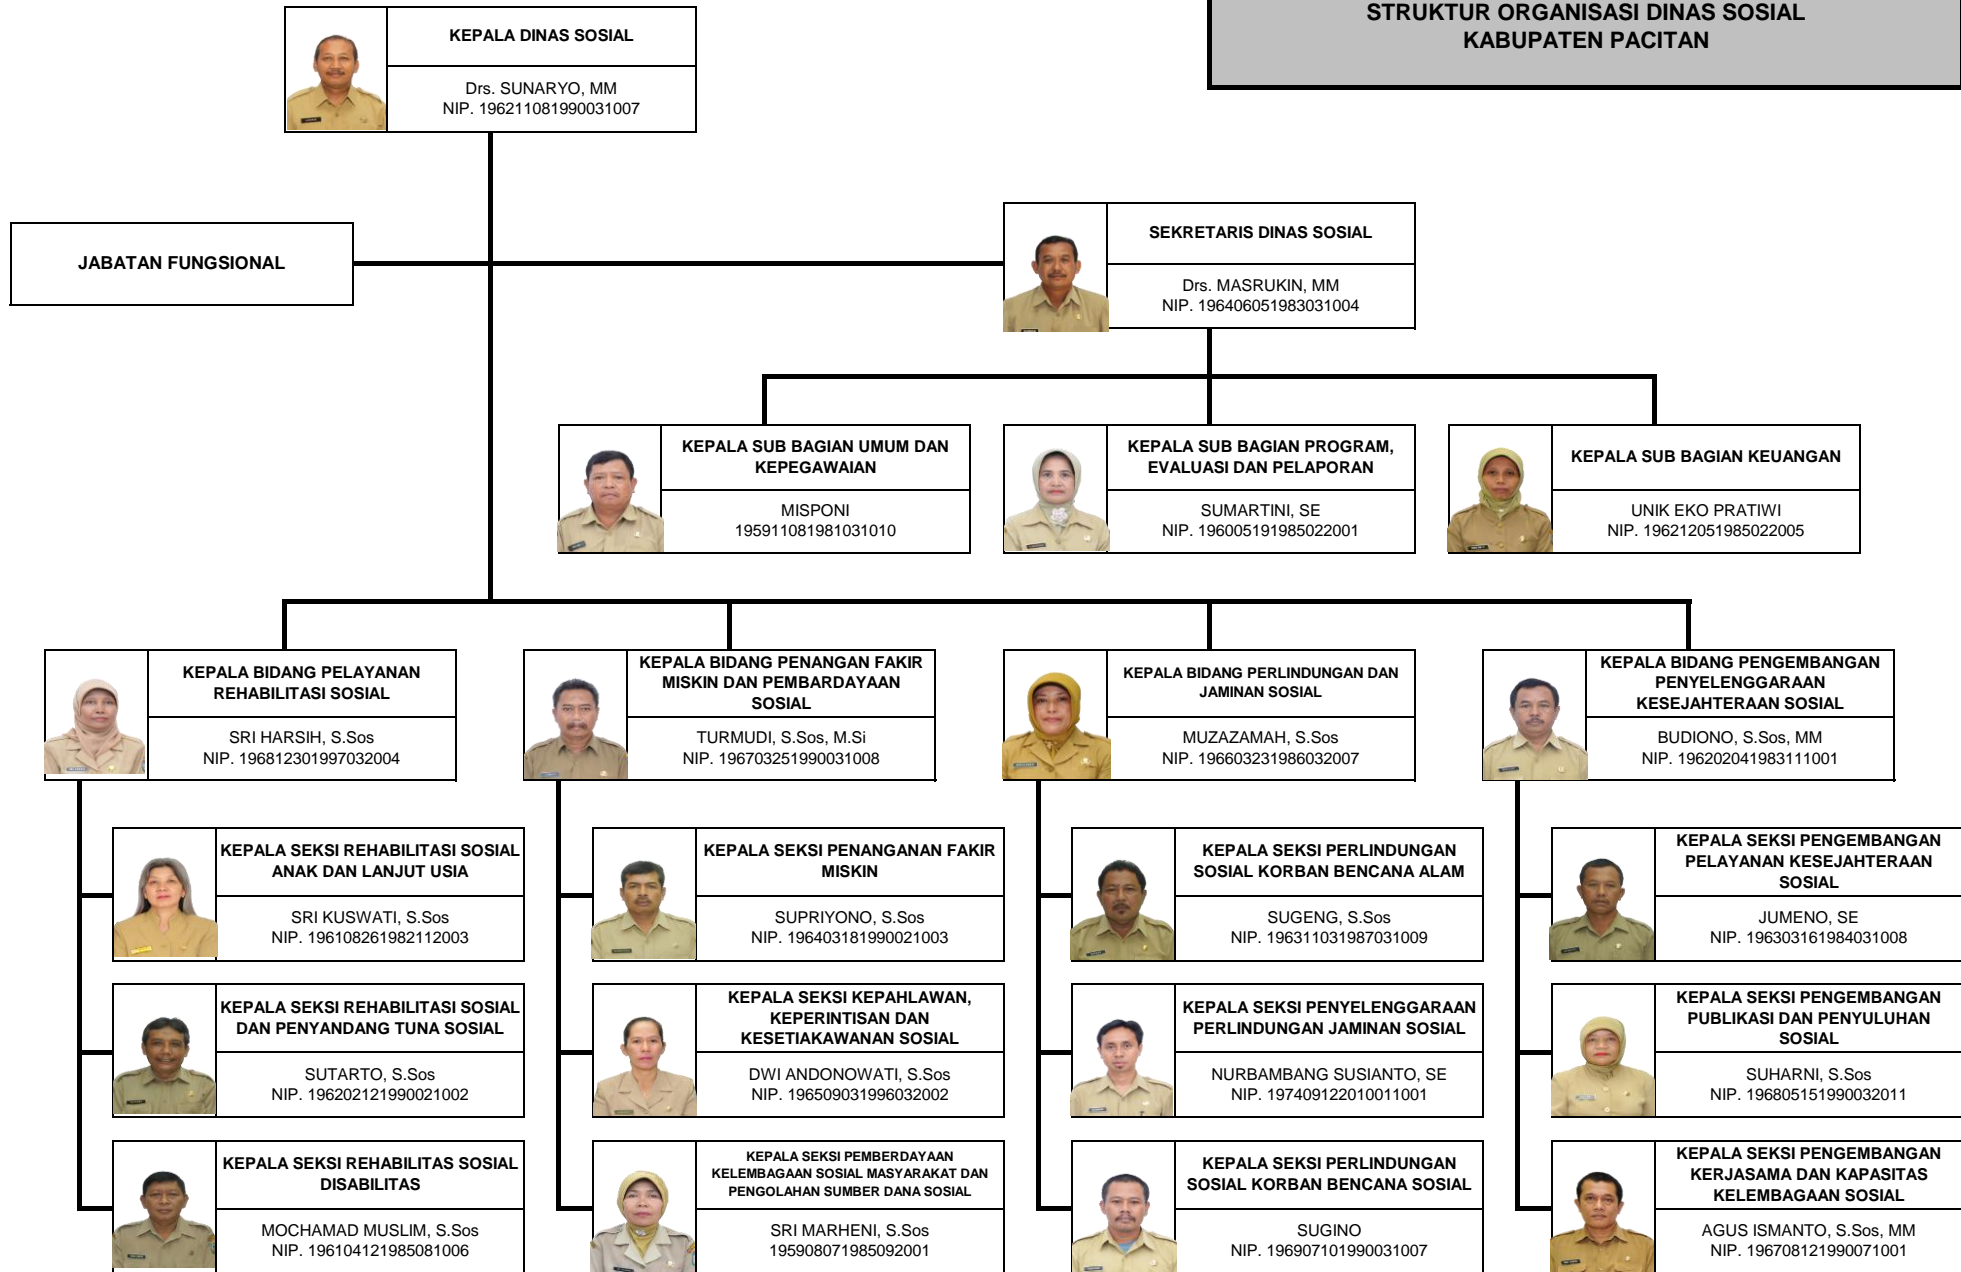 STRUKTUR ORGANISASI DINAS SOSIAL
KABUPATEN PACITAN
KEPALA DINAS SOSIAL
Drs. SUNARYO, MM
NIP. 196211081990031007
JABATAN FUNGSIONAL
SEKRETARIS DINAS SOSIAL
Drs. MASRUKIN, MM
NIP. 196406051983031004
KEPALA SUB BAGIAN UMUM DAN
KEPEGAWAIAN
MISPONI
195911081981031010
KEPALA SUB BAGIAN PROGRAM,
EVALUASI DAN PELAPORAN
SUMARTINI, SE
NIP. 196005191985022001
KEPALA SUB BAGIAN KEUANGAN
UNIK EKO PRATIWI
NIP. 196212051985022005
KEPALA BIDANG PELAYANAN
REHABILITASI SOSIAL
SRI HARSIH, S.Sos
NIP. 196812301997032004
KEPALA BIDANG PENANGAN FAKIR
MISKIN DAN PEMBARDAYAAN
SOSIAL
TURMUDI, S.Sos, M.Si
NIP. 196703251990031008
KEPALA BIDANG PERLINDUNGAN DAN
JAMINAN SOSIAL
MUZAZAMAH, S.Sos
NIP. 196603231986032007
KEPALA BIDANG PENGEMBANGAN
PENYELENGGARAAN
KESEJAHTERAAN SOSIAL
BUDIONO, S.Sos, MM
NIP. 196202041983111001
KEPALA SEKSI REHABILITASI SOSIAL
ANAK DAN LANJUT USIA
SRI KUSWATI, S.Sos
NIP. 196108261982112003
KEPALA SEKSI PENANGANAN FAKIR
MISKIN
SUPRIYONO, S.Sos
NIP. 196403181990021003
KEPALA SEKSI PERLINDUNGAN
SOSIAL KORBAN BENCANA ALAM
SUGENG, S.Sos
NIP. 196311031987031009
KEPALA SEKSI PENGEMBANGAN
PELAYANAN KESEJAHTERAAN
SOSIAL
JUMENO, SE
NIP. 196303161984031008
KEPALA SEKSI REHABILITASI SOSIAL
DAN PENYANDANG TUNA SOSIAL
SUTARTO, S.Sos
NIP. 196202121990021002
KEPALA SEKSI KEPAHLAWAN,
KEPERINTISAN DAN
KESETIAKAWANAN SOSIAL
DWI ANDONOWATI, S.Sos
NIP. 196509031996032002
KEPALA SEKSI PENYELENGGARAAN
PERLINDUNGAN JAMINAN SOSIAL
NURBAMBANG SUSIANTO, SE
NIP. 197409122010011001
KEPALA SEKSI PENGEMBANGAN
PUBLIKASI DAN PENYULUHAN
SOSIAL
SUHARNI, S.Sos
NIP. 196805151990032011
KEPALA SEKSI REHABILITAS SOSIAL
DISABILITAS
MOCHAMAD MUSLIM, S.Sos
NIP. 196104121985081006
KEPALA SEKSI PEMBERDAYAAN
KELEMBAGAAN SOSIAL MASYARAKAT DAN
PENGOLAHAN SUMBER DANA SOSIAL
SRI MARHENI, S.Sos
195908071985092001
KEPALA SEKSI PERLINDUNGAN
SOSIAL KORBAN BENCANA SOSIAL
SUGINO
NIP. 196907101990031007
KEPALA SEKSI PENGEMBANGAN
KERJASAMA DAN KAPASITAS
KELEMBAGAAN SOSIAL
AGUS ISMANTO, S.Sos, MM
NIP. 196708121990071001